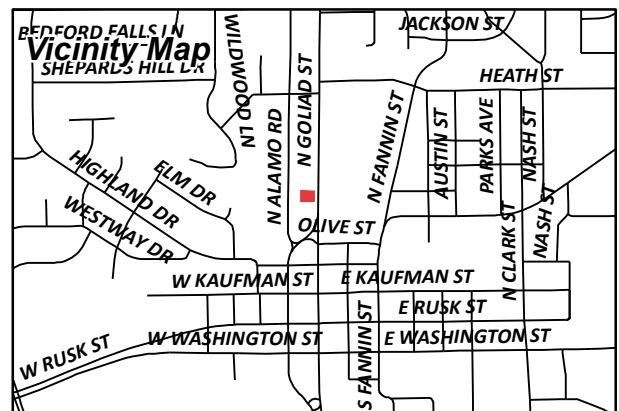 BEDFORD FALLS LN
Vicinity Map
SHEPARDS HILL DR
WILDWOOD LN
JACKSON ST
HEATH ST
N GOLIAD ST
N ALAMO RD
N FANNIN ST
AUSTIN ST
PARKS AVE
NASH ST
HIGHLAND DR
ELM DR
WESTWAY DR
OLIVE ST
N CLARK ST
NASH ST
W KAUFMAN ST
E KAUFMAN ST
E RUSK ST
W WASHINGTON ST
E WASHINGTON ST
W RUSK ST
S FANNIN ST